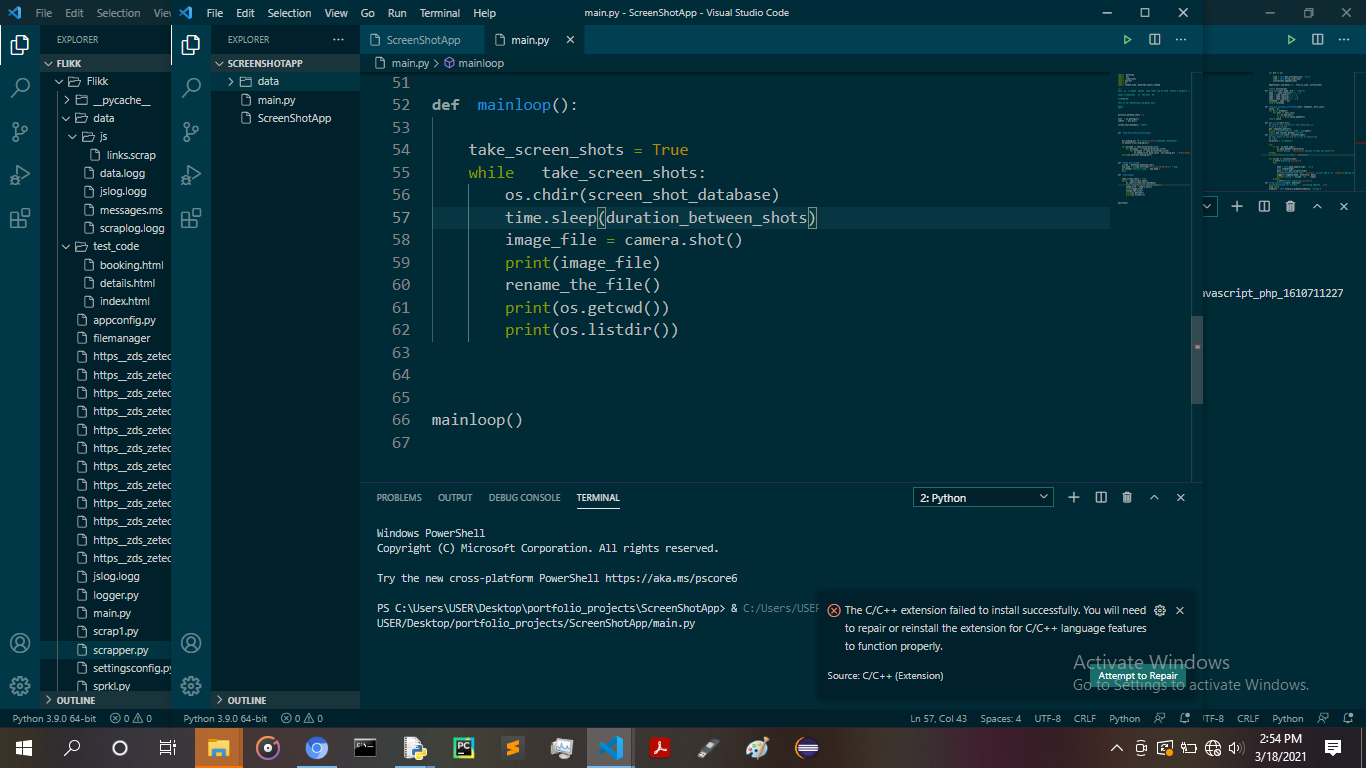 File Edit Selection Vie
File Edit Selection View Go Run Terminal Help
main.py - ScreenShotApp - Visual Studio Code
EXPLORER
FLIKK
Flikk
__pycache__
data
js
links.scrap
data.logg
jslog.logg
messages.ms
scraplog.logg
test_code
booking.html
details.html
index.html
appconfig.py
filemanager
https__zds_zetec
https__zds_zetec
https__zds_zetec
https__zds_zetec
https__zds_zetec
https__zds_zetec
https__zds_zetec
https__zds_zetec
https__zds_zetec
https__zds_zetec
https__zds_zetec
https__zds_zetec
jslog.logg
logger.py
main.py
scrap1.py
scrapper.py
settingsconfig.py
sprkl.py
OUTLINE
Python 3.9.0 64-bit 0 0
EXPLORER ···
SCREENSHOTAPP
data
main.py
ScreenShotApp
OUTLINE
ScreenShotApp
main.py
main.py > mainloop
51
52 def mainloop():
53
54 take_screen_shots = True
55 while take_screen_shots:
56 os.chdir(screen_shot_database)
57 time.sleep(duration_between_shots)
58 image_file = camera.shot()
59 print(image_file)
60 rename_the_file()
61 print(os.getcwd())
62 print(os.listdir())
63
64
65
66 mainloop()
67
PROBLEMS OUTPUT DEBUG CONSOLE TERMINAL
2: Python
Windows PowerShell
Copyright (C) Microsoft Corporation. All rights reserved.
Try the new cross-platform PowerShell https://aka.ms/pscore6
PS C:\Users\USER\Desktop\portfolio_projects\ScreenShotApp> & C:/Users/USER
USER/Desktop/portfolio_projects/ScreenShotApp/main.py
The C/C++ extension failed to install successfully. You will need
to repair or reinstall the extension for C/C++ language features
to function properly.
Source: C/C++ (Extension)
Attempt to Repair
avascript_php_1610711227
Activate Windows
Go to Settings to activate Windows.
Python 3.9.0 64-bit 0 0
Ln 57, Col 43 Spaces: 4 UTF-8 CRLF Python
UTF-8 CRLF Python
2:54 PM
3/18/2021